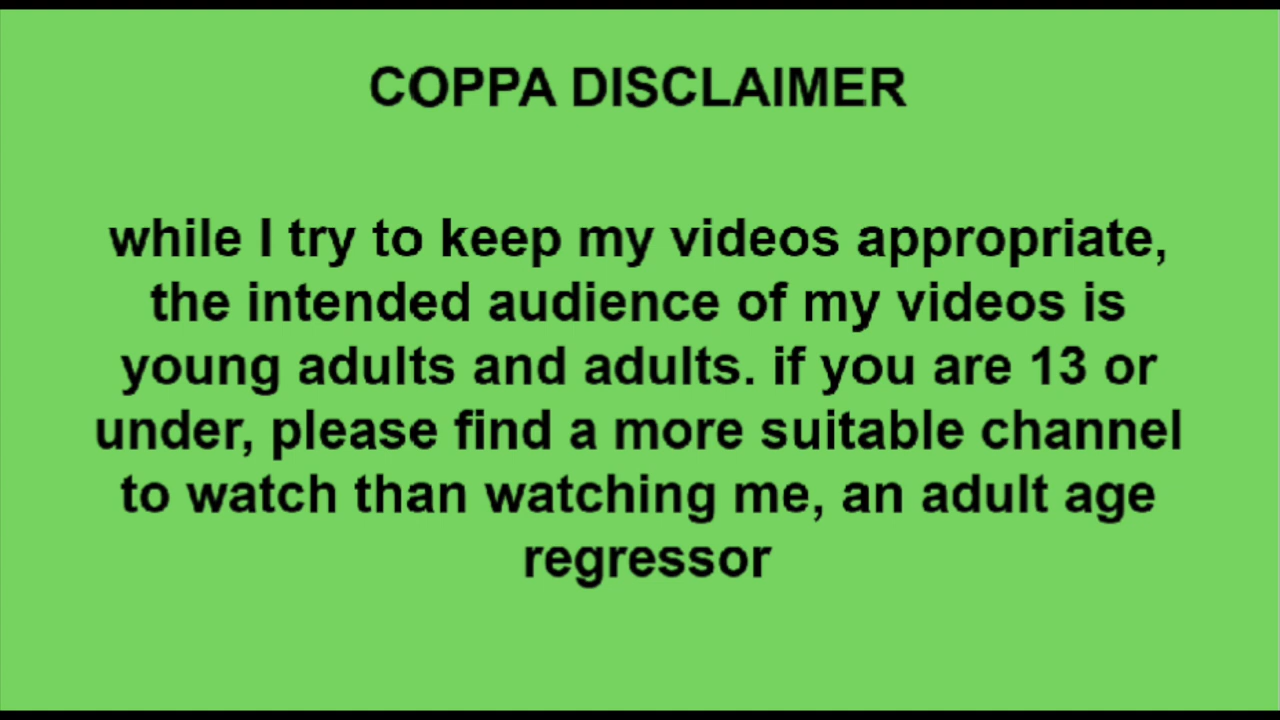 COPPA DISCLAIMER
while I try to keep my videos appropriate,
the intended audience of my videos is
young adults and adults. if you are 13 or
under, please find a more suitable channel
to watch than watching me, an adult age
regressor